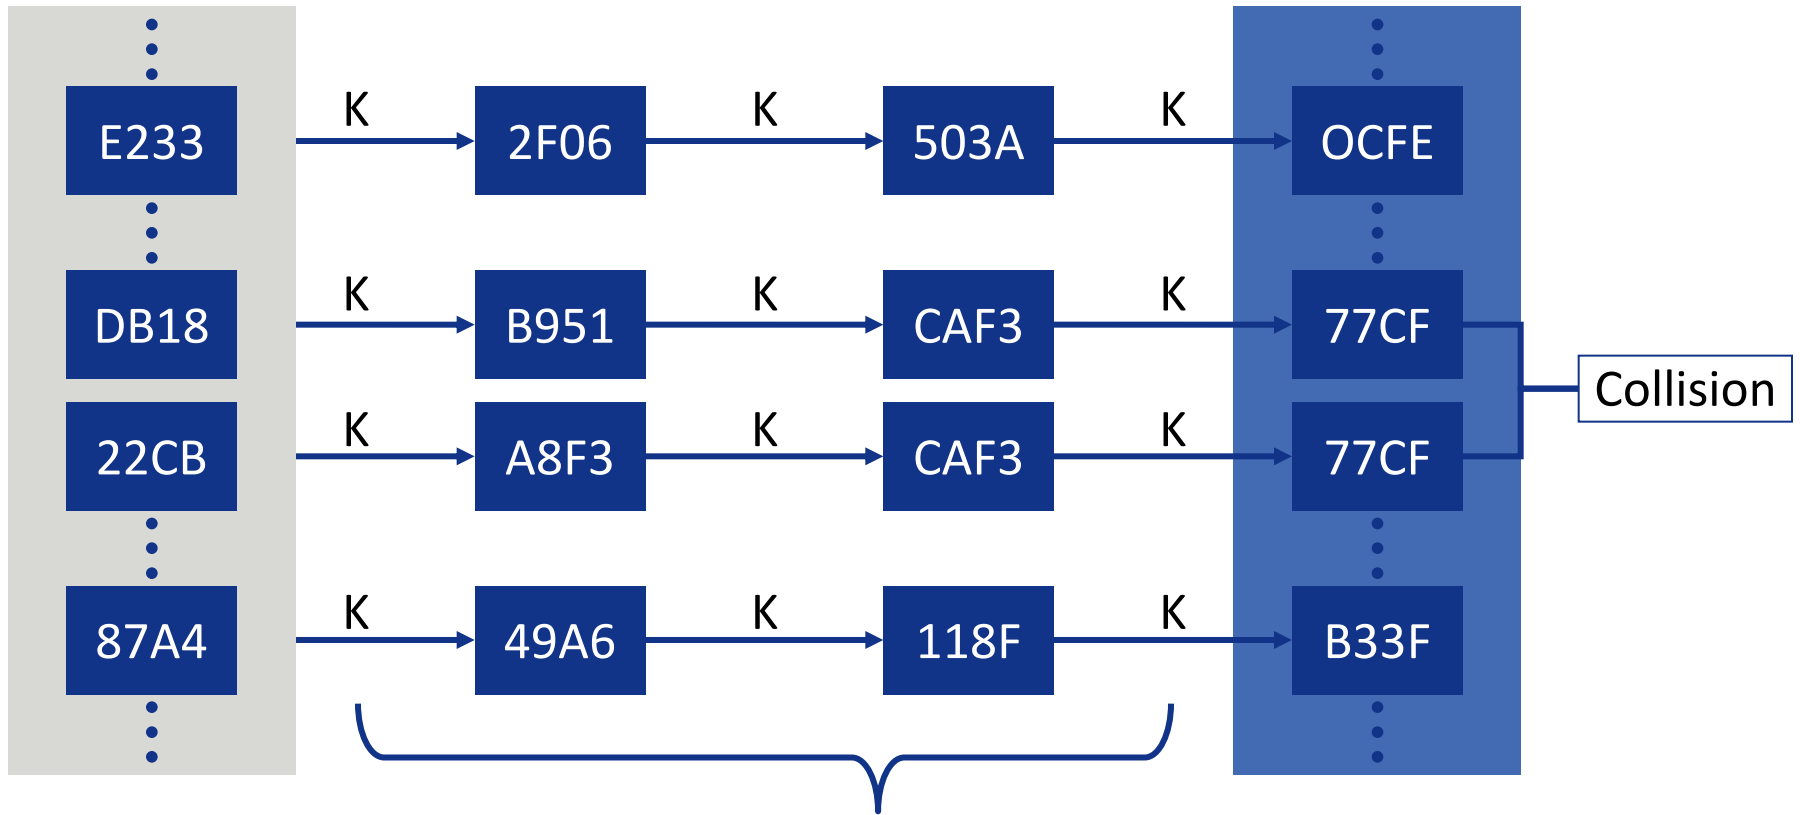 K K K
E233 2F06 503A OCFE
K K K
DB18 B951 CAF3 77CF
Collision
K K K
22CB A8F3 CAF3 77CF
K K K
87A4 49A6 118F B33F